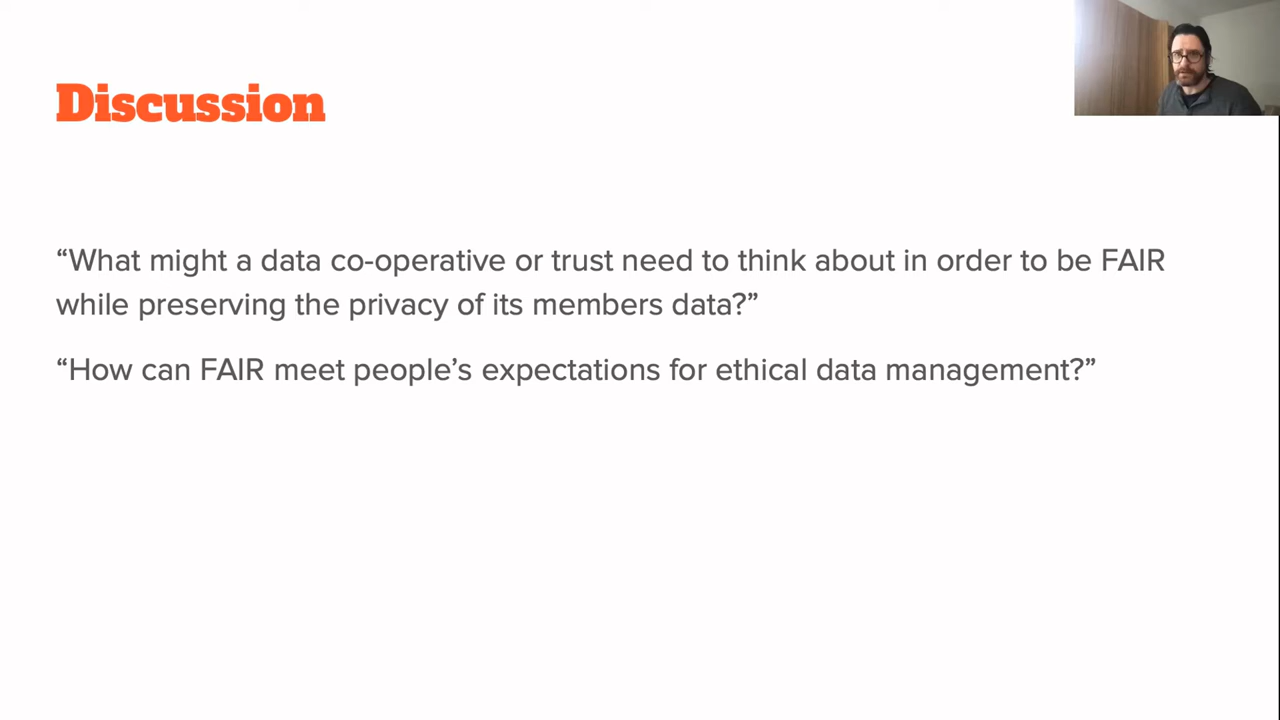 Discussion
“What might a data co-operative or trust need to think about in order to be FAIR
while preserving the privacy of its members data?”
“How can FAIR meet people’s expectations for ethical data management?”